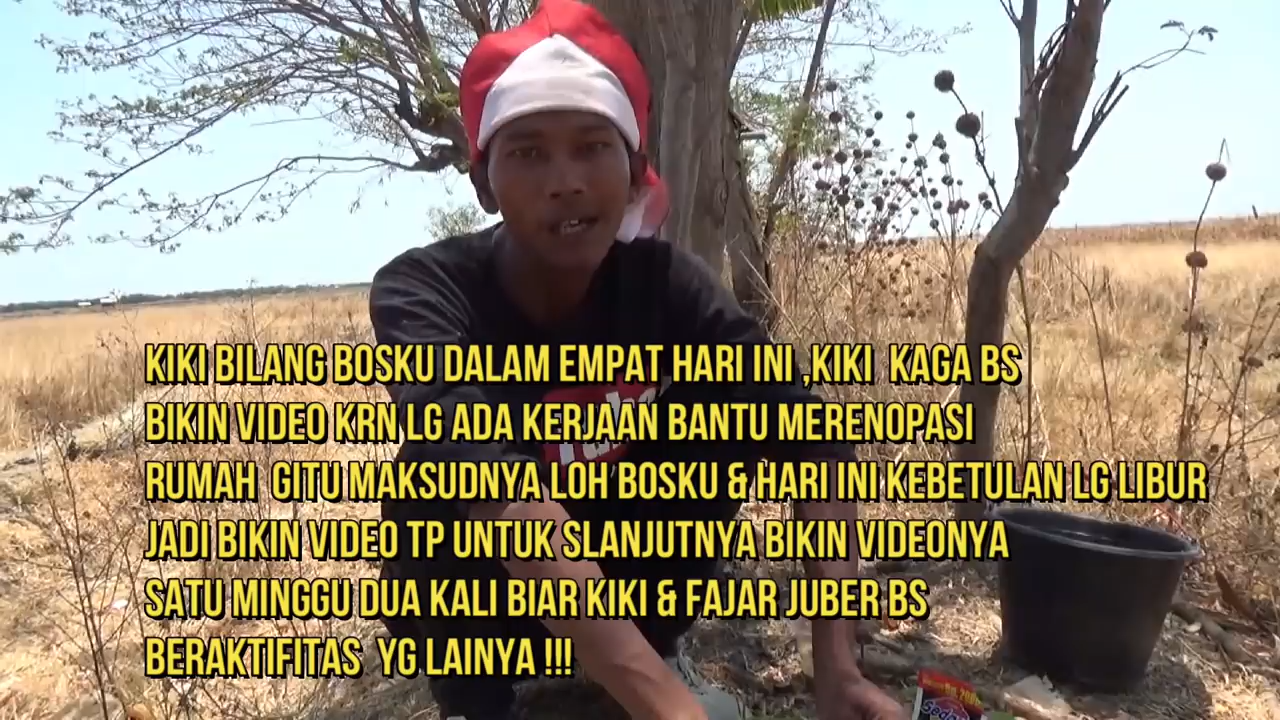 KIKI BILANG BOSKU DALAM EMPAT HARI INI ,KIKI KAGA BS
BIKIN VIDEO KRN LG ADA KERJAAN BANTU MERENOPASI
RUMAH GITU MAKSUDNYA LOH BOSKU & HARI INI KEBETULAN LG LIBUR
JADI BIKIN VIDEO TP UNTUK SLANJUTNYA BIKIN VIDEONYA
SATU MINGGU DUA KALI BIAR KIKI & FAJAR JUBER BS
BERAKTIFITAS YG LAINYA !!!